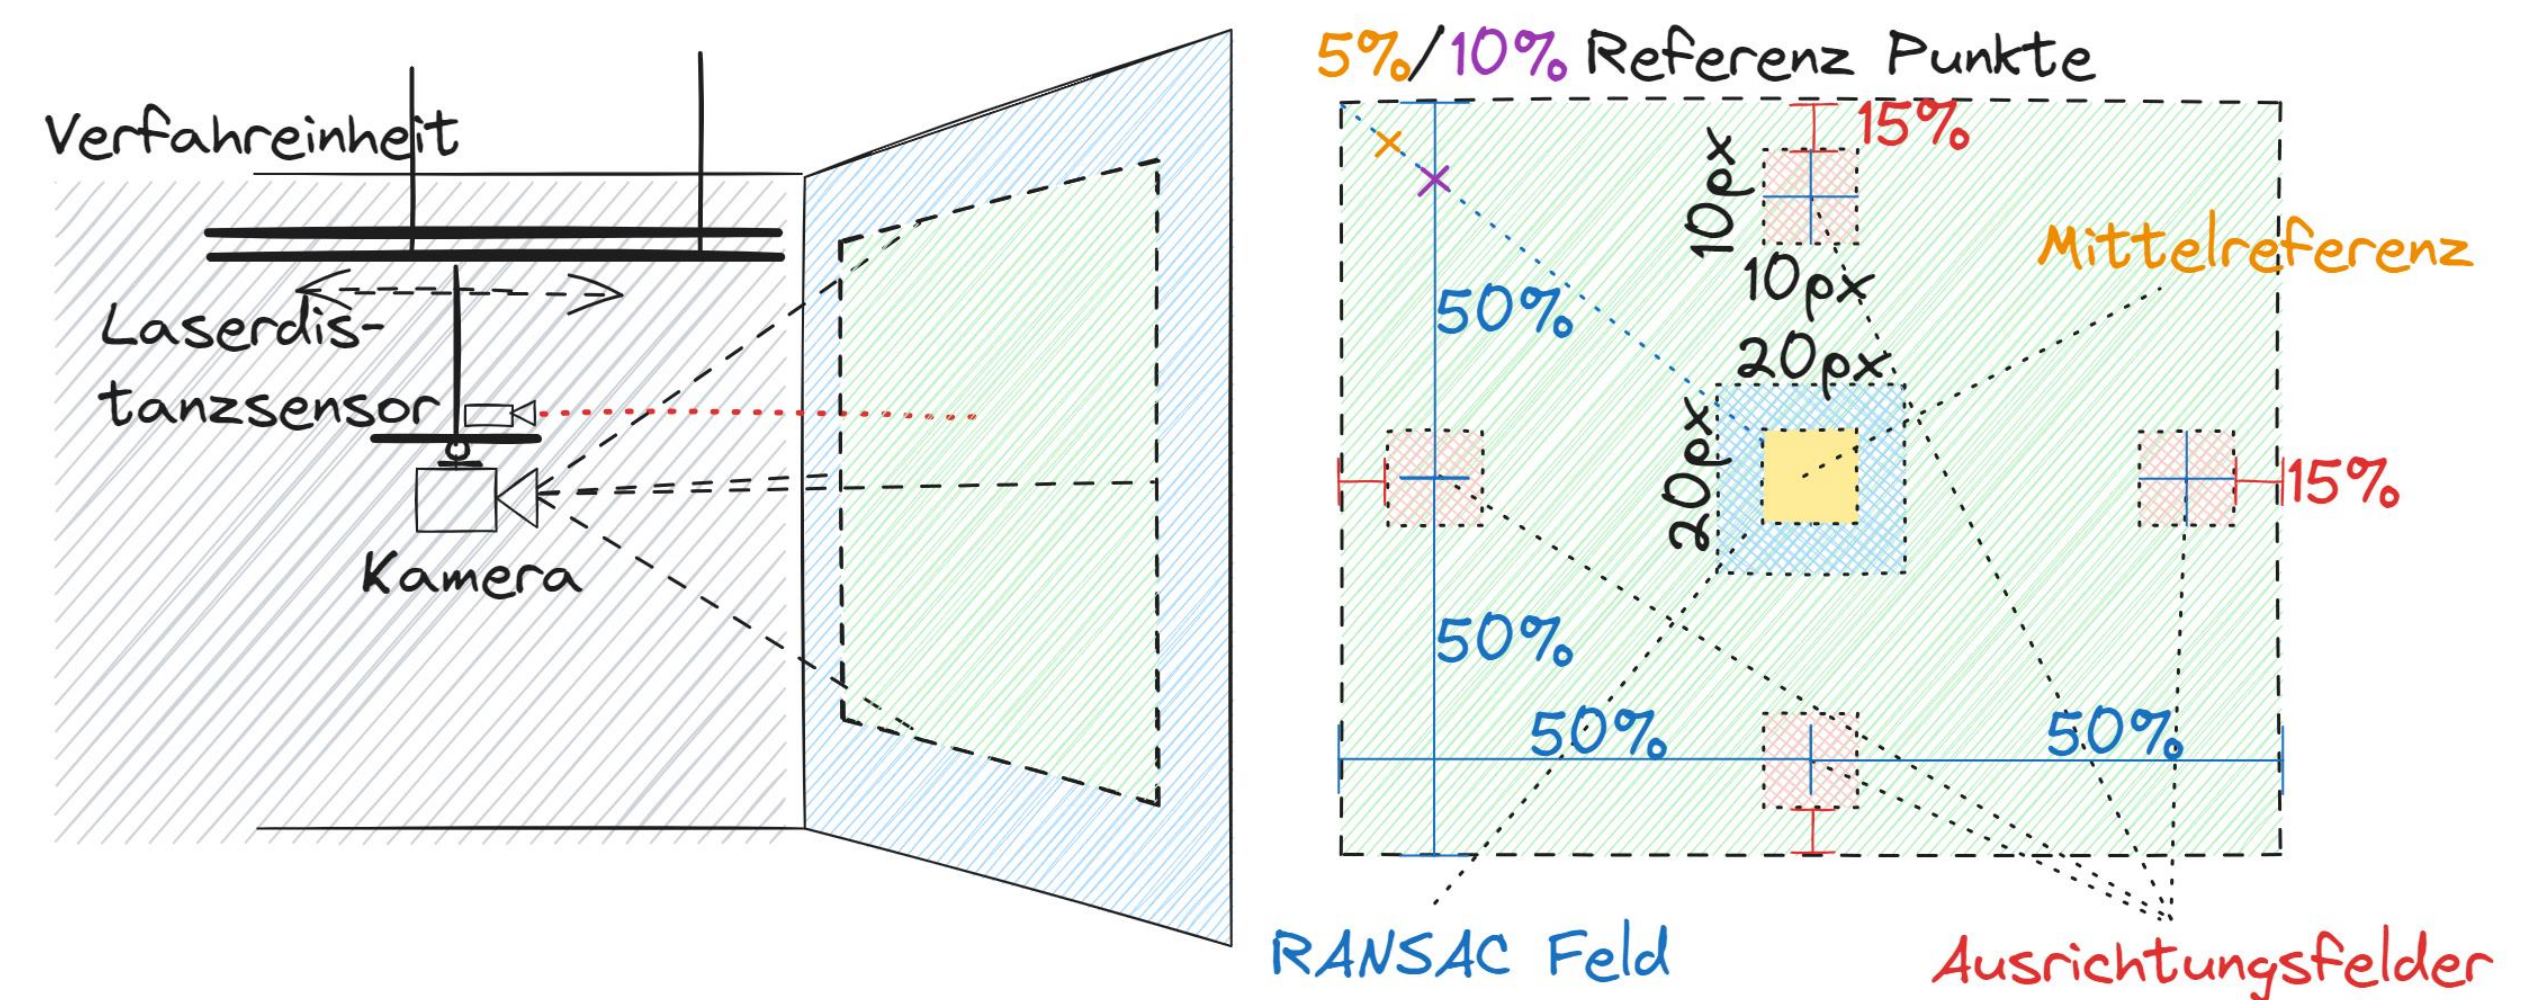 Verfahreinheit
Laserdis-
tanzsensor
Kamera
5%/10% Referenz Punkte
15%
10px
10px
Mittelreferenz
50%
20px
20px
15%
50%
50%
50%
RANSAC Feld
Ausrichtungsfelder